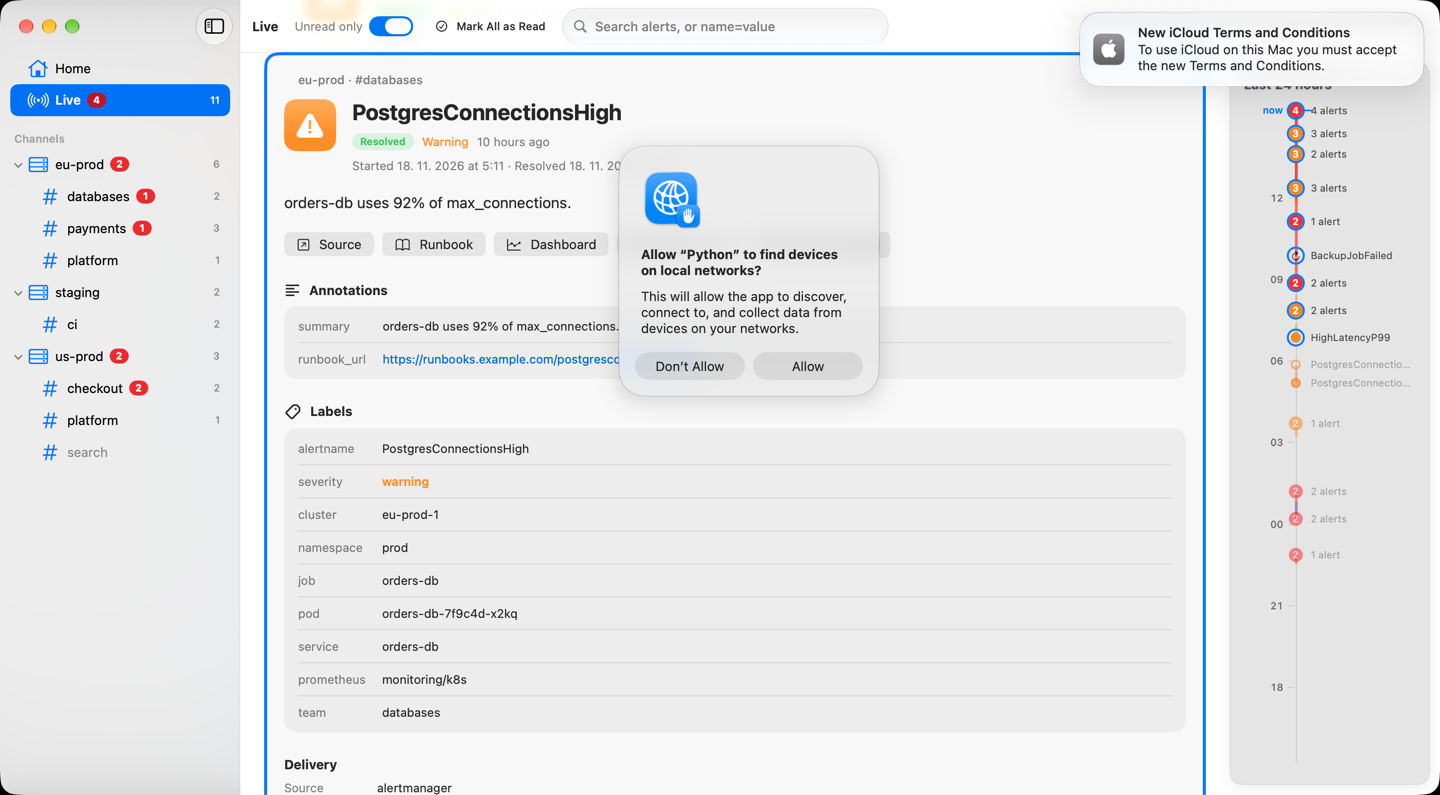 Live
Unread only
Mark All as Read
Search alerts, or name=value
New iCloud Terms and Conditions
To use iCloud on this Mac you must accept
the new Terms and Conditions.
Home
Live 4 11
Channels
eu-prod 2 6
databases 1 2
payments 1 3
platform 1
staging 2
ci 2
us-prod 2 3
checkout 2 2
platform 1
search
eu-prod · #databases
PostgresConnectionsHigh
Resolved Warning 10 hours ago
Started 18. 11. 2026 at 5:11 · Resolved 18. 11. 20
orders-db uses 92% of max_connections.
Source
Runbook
Dashboard
Annotations
summary orders-db uses 92% of max_connections.
runbook_url https://runbooks.example.com/postgresco
Labels
alertname PostgresConnectionsHigh
severity warning
cluster eu-prod-1
namespace prod
job orders-db
pod orders-db-7f9c4d-x2kq
service orders-db
prometheus monitoring/k8s
team databases
Delivery
Source alertmanager
Allow “Python” to find devices
on local networks?
This will allow the app to discover,
connect to, and collect data from
devices on your networks.
Don’t Allow
Allow
Last 24 hours
now 4 4 alerts
3 3 alerts
3 2 alerts
3 3 alerts
12
2 1 alert
BackupJobFailed
09 2 2 alerts
2 2 alerts
HighLatencyP99
06 PostgresConnectio...
PostgresConnectio...
2 1 alert
03
2 2 alerts
00 2 2 alerts
2 1 alert
21
18